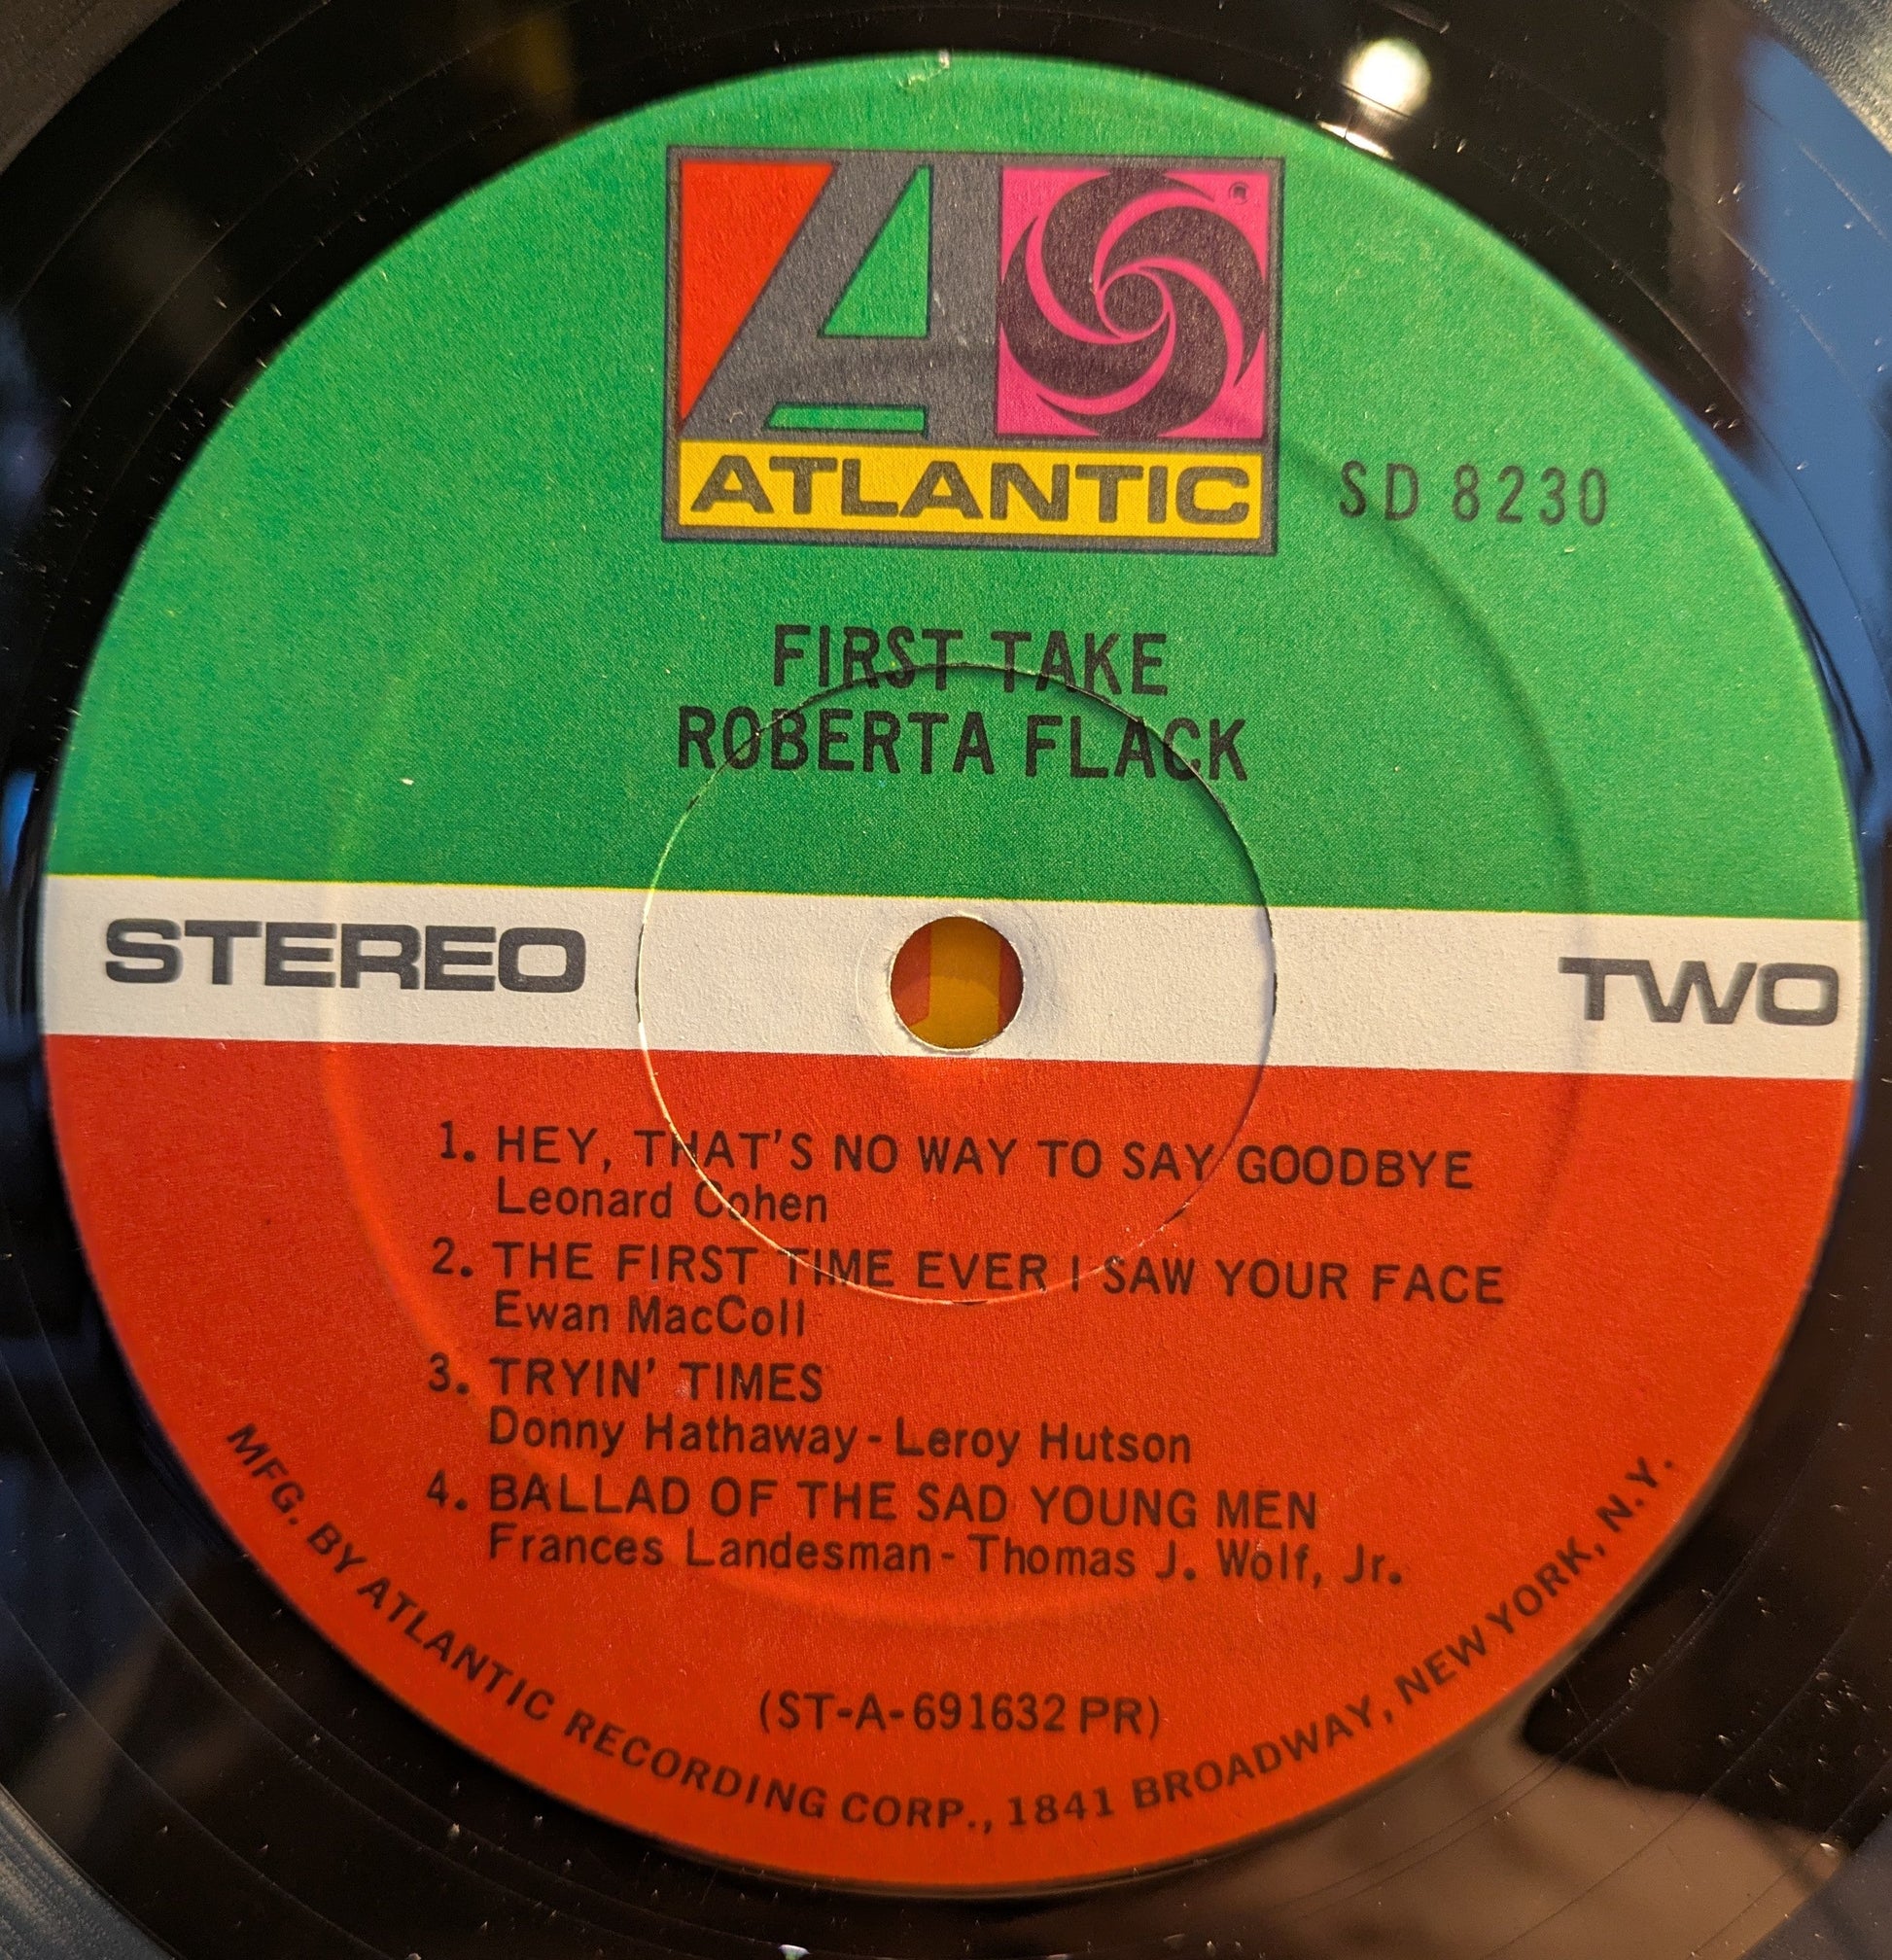 ATLANTIC
SD 8230
FIRST TAKE
ROBERTA FLACK
STEREO
TWO
1. HEY, THAT'S NO WAY TO SAY GOODBYE
Leonard Cohen
2. THE FIRST TIME EVER I SAW YOUR FACE
Ewan MacColl
3. TRYIN' TIMES
Donny Hathaway - Leroy Hutson
4. BALLAD OF THE SAD YOUNG MEN
Frances Landesman - Thomas J. Wolf, Jr.
(ST-A-691632 PR)
MFG. BY ATLANTIC RECORDING CORP., 1841 BROADWAY, NEW YORK, N.Y.